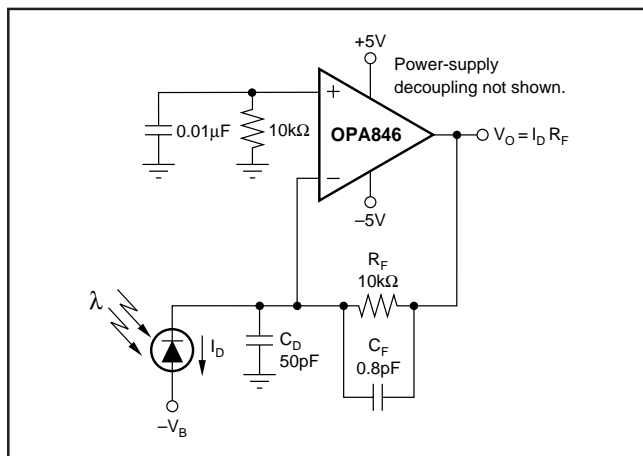 +5V
Power-supply
decoupling not shown.
+
OPA846
−
0.01µF
10kΩ
V_O = I_D R_F
−5V
R_F
10kΩ
λ
I_D
C_D
50pF
C_F
0.8pF
−V_B